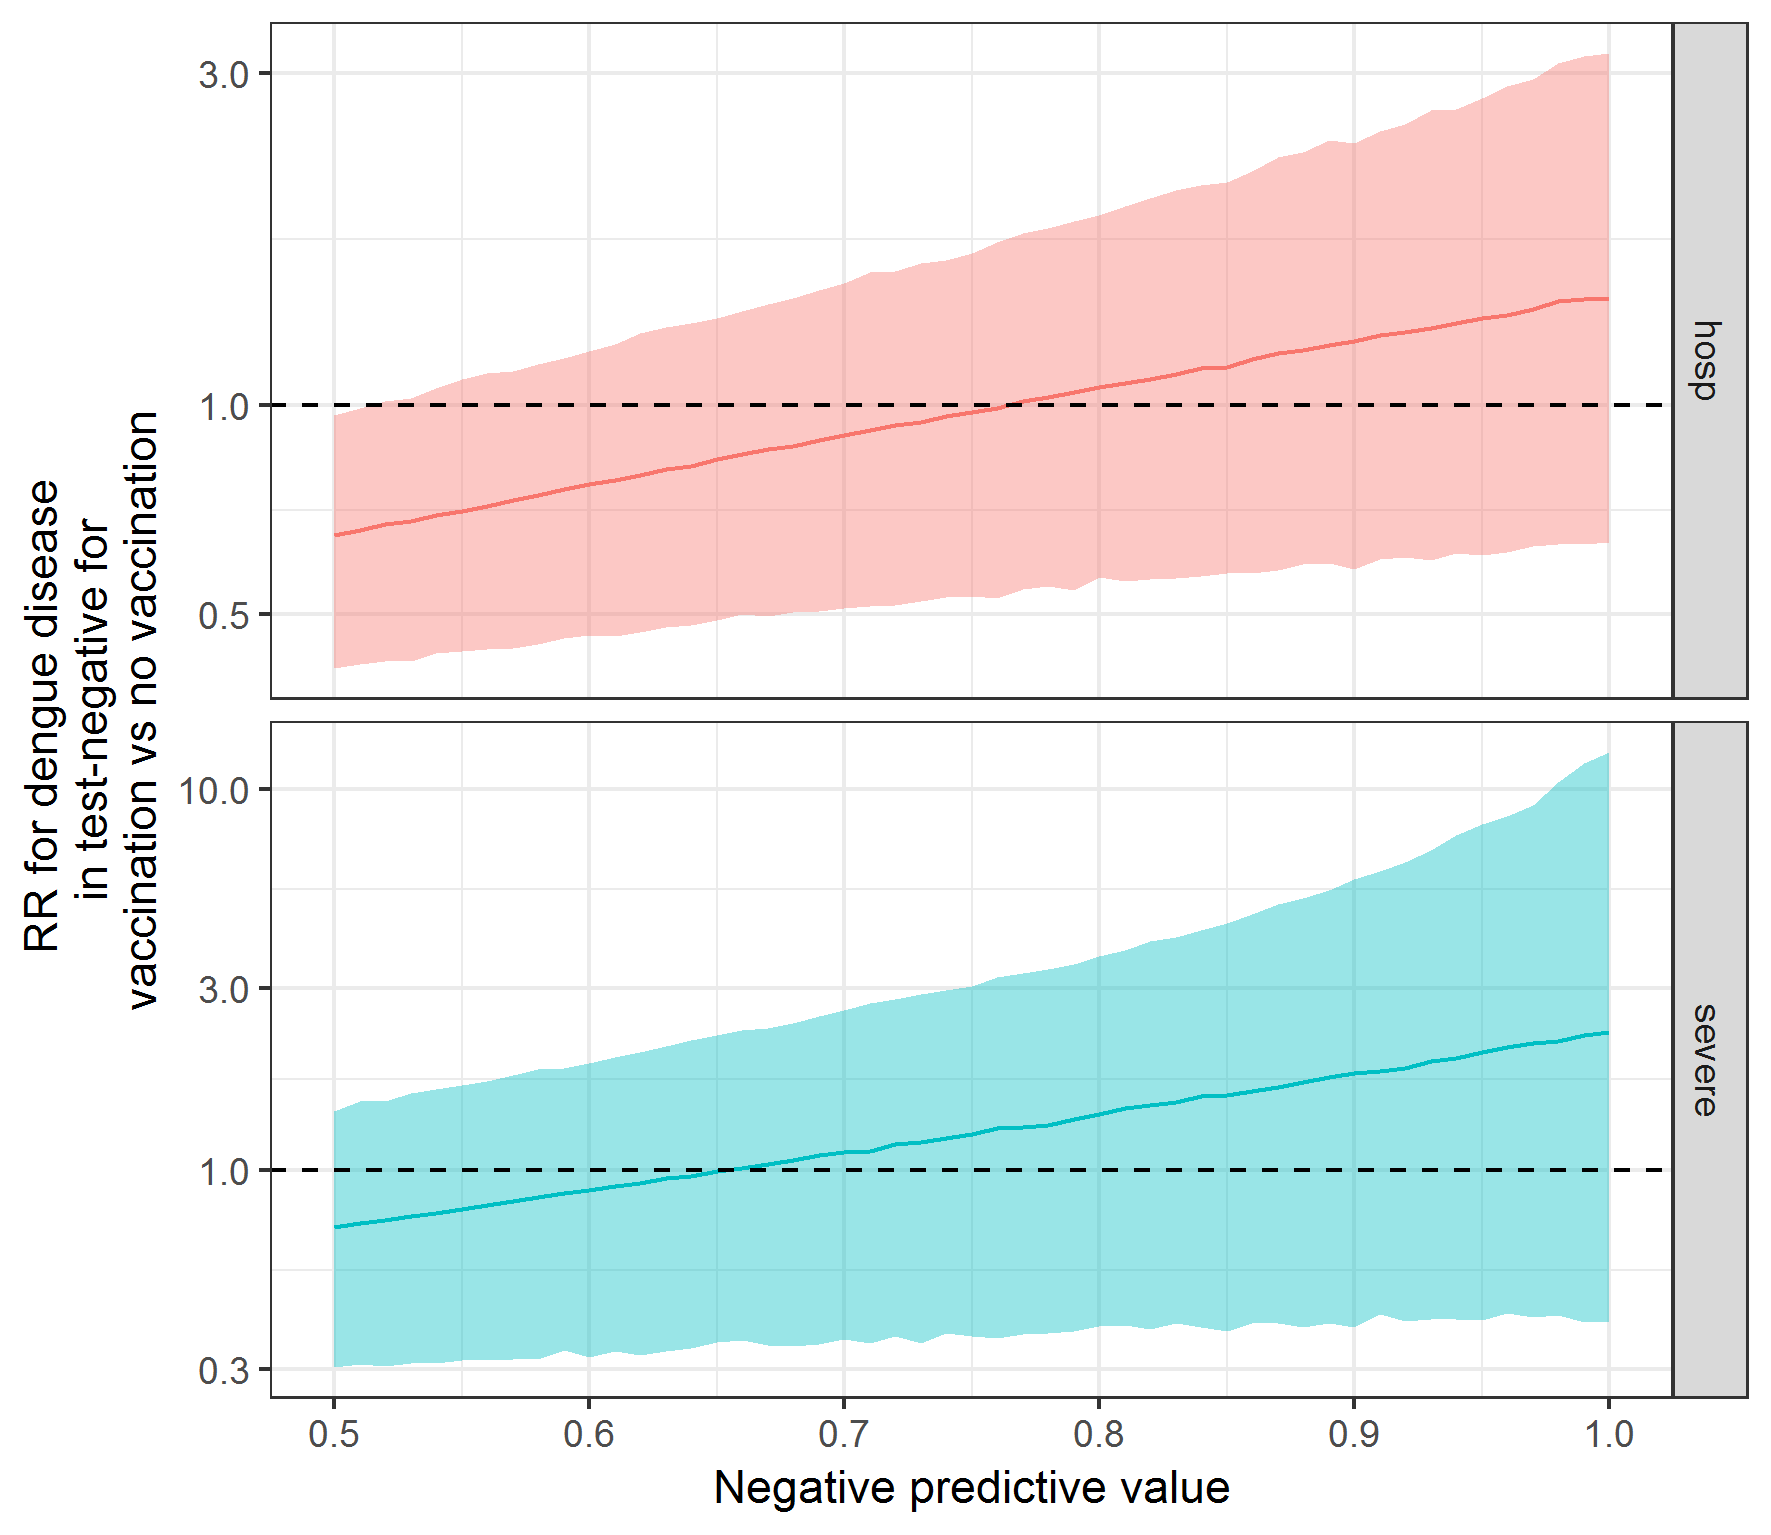 RR for dengue disease
in test-negative for
vaccination vs no vaccination
3.0
1.0
0.5
hosp
10.0
3.0
1.0
0.3
severe
0.5 0.6 0.7 0.8 0.9 1.0
Negative predictive value